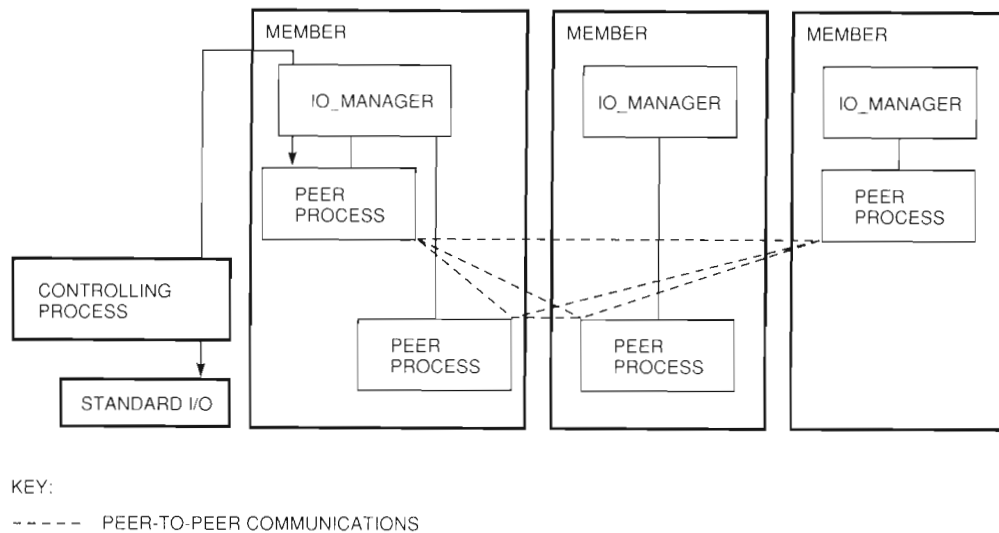 MEMBER
IO_MANAGER
PEER
PROCESS
PEER
PROCESS
MEMBER
IO_MANAGER
PEER
PROCESS
MEMBER
IO_MANAGER
PEER
PROCESS
CONTROLLING
PROCESS
STANDARD I/O
KEY:
----- PEER-TO-PEER COMMUNICATIONS